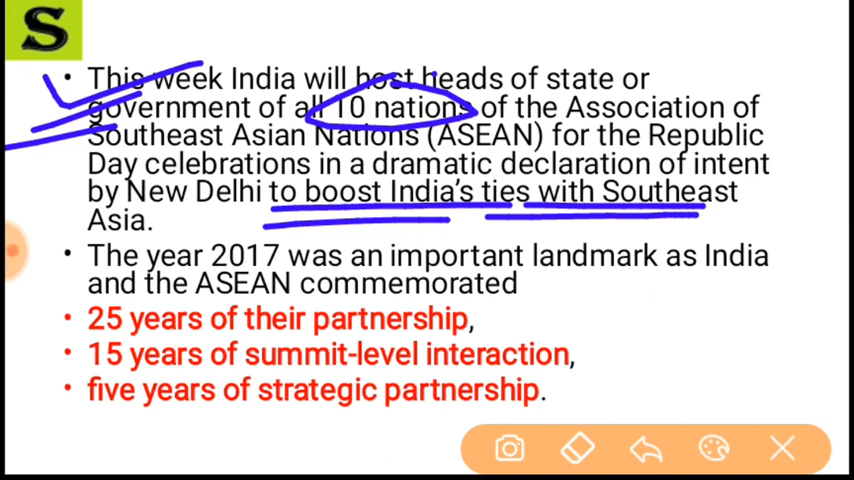 S
• This week India will host heads of state or
government of all 10 nations of the Association of
Southeast Asian Nations (ASEAN) for the Republic
Day celebrations in a dramatic declaration of intent
by New Delhi to boost India's ties with Southeast
Asia.
• The year 2017 was an important landmark as India
and the ASEAN commemorated
• 25 years of their partnership,
• 15 years of summit-level interaction,
• five years of strategic partnership.